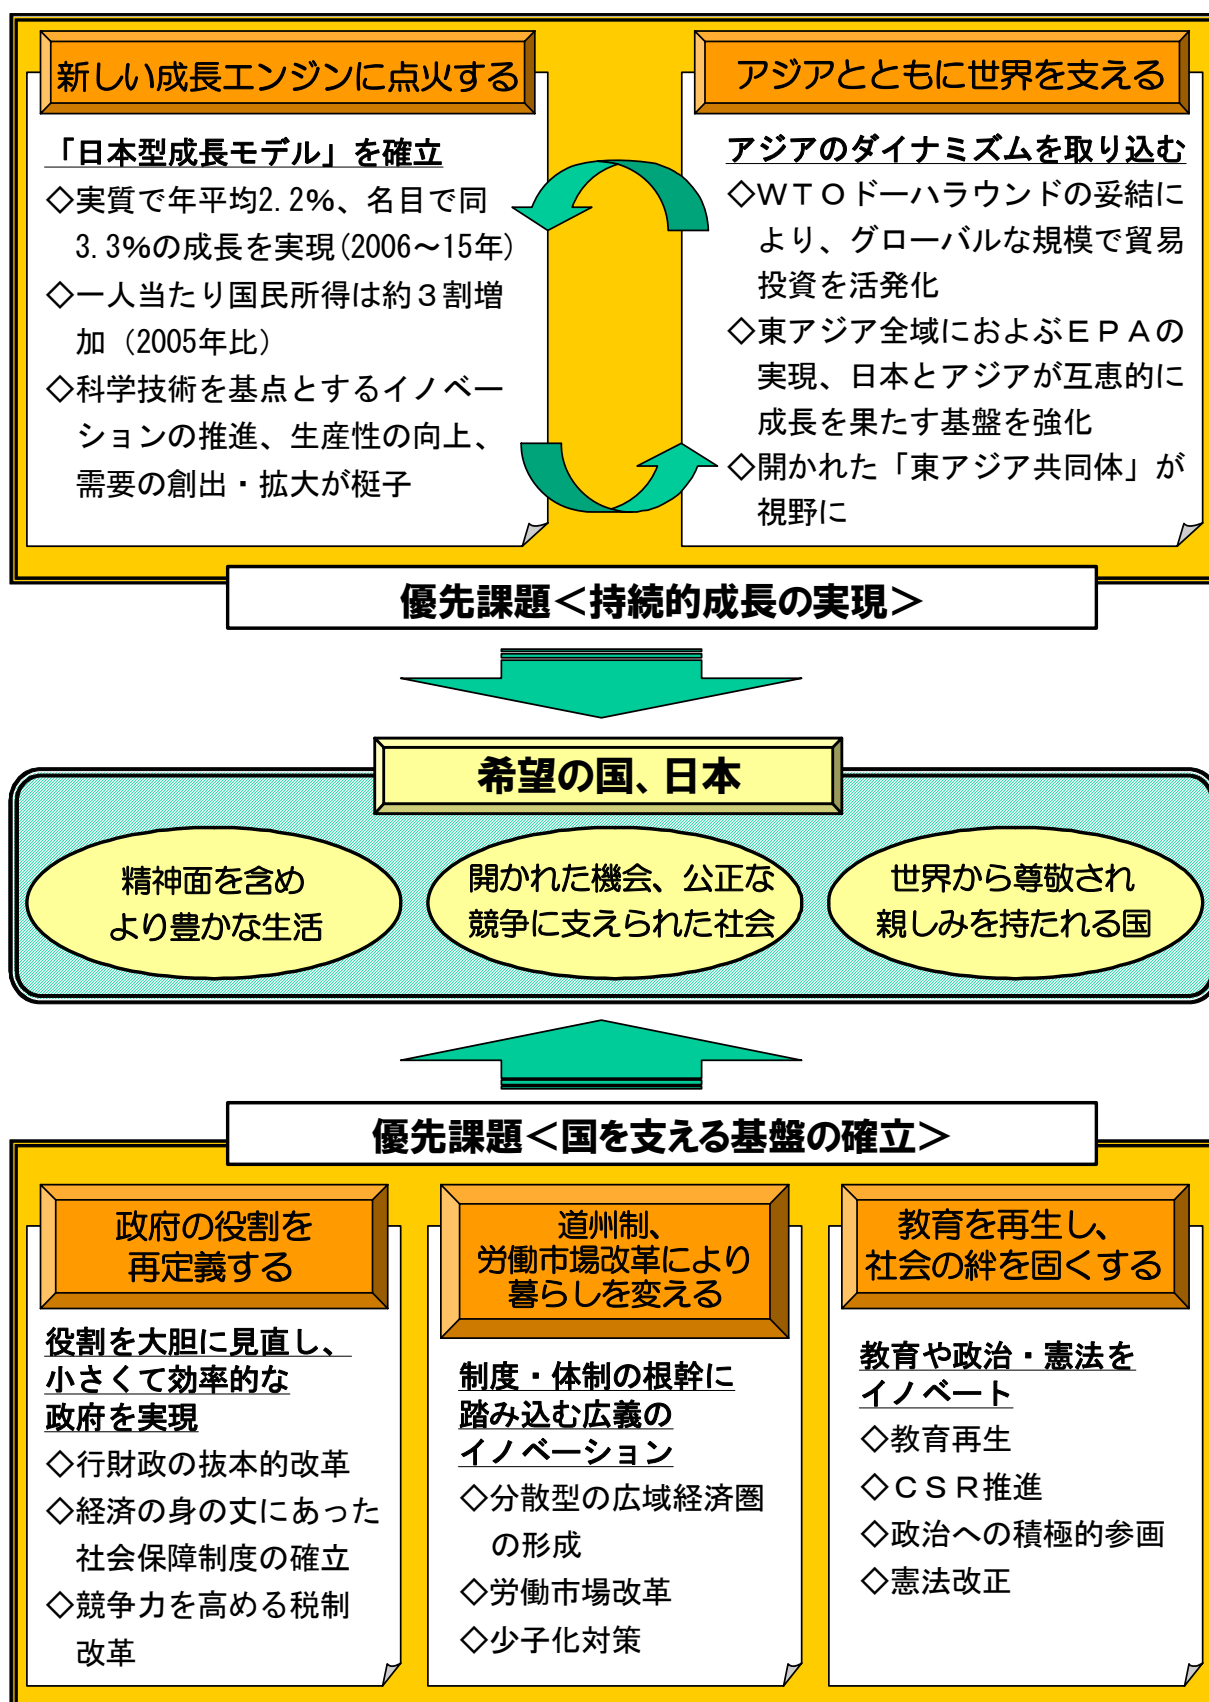 新しい成長エンジンに点火する
「日本型成長モデル」を確立
◇実質で年平均2.2%、名目で同
3.3%の成長を実現(2006～15年)
◇一人当たり国民所得は約３割増
加（2005年比）
◇科学技術を基点とするイノベー
ションの推進、生産性の向上、
需要の創出・拡大が梃子
アジアとともに世界を支える
アジアのダイナミズムを取り込む
◇ＷＴＯドーハラウンドの妥結に
より、グローバルな規模で貿易
投資を活発化
◇東アジア全域におよぶＥＰＡの
実現、日本とアジアが互恵的に
成長を果たす基盤を強化
◇開かれた「東アジア共同体」が
視野に
優先課題＜持続的成長の実現＞
希望の国、日本
精神面を含め
より豊かな生活
開かれた機会、公正な
競争に支えられた社会
世界から尊敬され
親しみを持たれる国
優先課題＜国を支える基盤の確立＞
政府の役割を
再定義する
役割を大胆に見直し、
小さくて効率的な
政府を実現
◇行財政の抜本的改革
◇経済の身の丈にあった
社会保障制度の確立
◇競争力を高める税制
改革
道州制、
労働市場改革により
暮らしを変える
制度・体制の根幹に
踏み込む広義の
イノベーション
◇分散型の広域経済圏
の形成
◇労働市場改革
◇少子化対策
教育を再生し、
社会の絆を固くする
教育や政治・憲法を
イノベート
◇教育再生
◇ＣＳＲ推進
◇政治への積極的参画
◇憲法改正